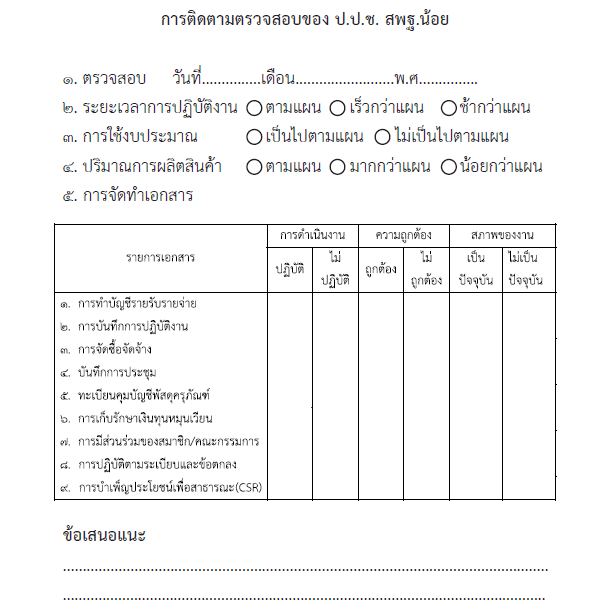 การติดตามตรวจสอบของ ป.ป.ช. สพฐ.น้อย
๑. ตรวจสอบ วันที่...............เดือน.........................พ.ศ...............
๒. ระยะเวลาการปฏิบัติงาน ตามแผน เร็วกว่าแผน ช้ากว่าแผน
๓. การใช้งบประมาณ เป็นไปตามแผน ไม่เป็นไปตามแผน
๔. ปริมาณการผลิตสินค้า ตามแผน มากกว่าแผน น้อยกว่าแผน
๕. การจัดทำเอกสาร
รายการเอกสาร การดำเนินงาน ความถูกต้อง สภาพของงาน
ปฏิบัติ ไม่ปฏิบัติ ถูกต้อง ไม่ถูกต้อง เป็นปัจจุบัน ไม่เป็นปัจจุบัน
๑. การทำบัญชีรายรับรายจ่าย
๒. การบันทึกการปฏิบัติงาน
๓. การจัดซื้อจัดจ้าง
๔. บันทึกการประชุม
๕. ทะเบียนคุมบัญชีพัสดุครุภัณฑ์
๖. การเก็บรักษาเงินทุนหมุนเวียน
๗. การมีส่วนร่วมของสมาชิก/คณะกรรมการ
๘. การปฏิบัติตามระเบียบและข้อตกลง
๙. การบำเพ็ญประโยชน์เพื่อสาธารณะ(CSR)
ข้อเสนอแนะ